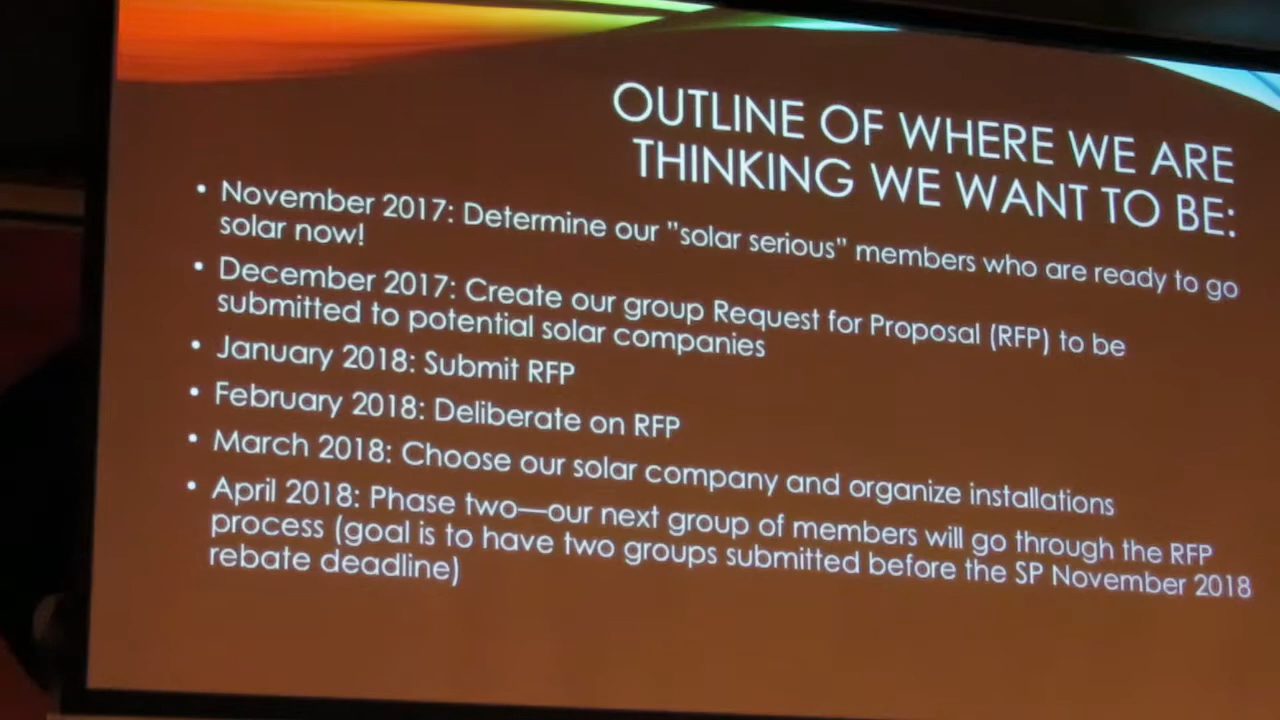 OUTLINE OF WHERE WE ARE
THINKING WE WANT TO BE:
• November 2017: Determine our "solar serious" members who are ready to go
solar now!
• December 2017: Create our group Request for Proposal (RFP) to be
submitted to potential solar companies
• January 2018: Submit RFP
• February 2018: Deliberate on RFP
• March 2018: Choose our solar company and organize installations
• April 2018: Phase two—our next group of members will go through the RFP
process (goal is to have two groups submitted before the SP November 2018
rebate deadline)